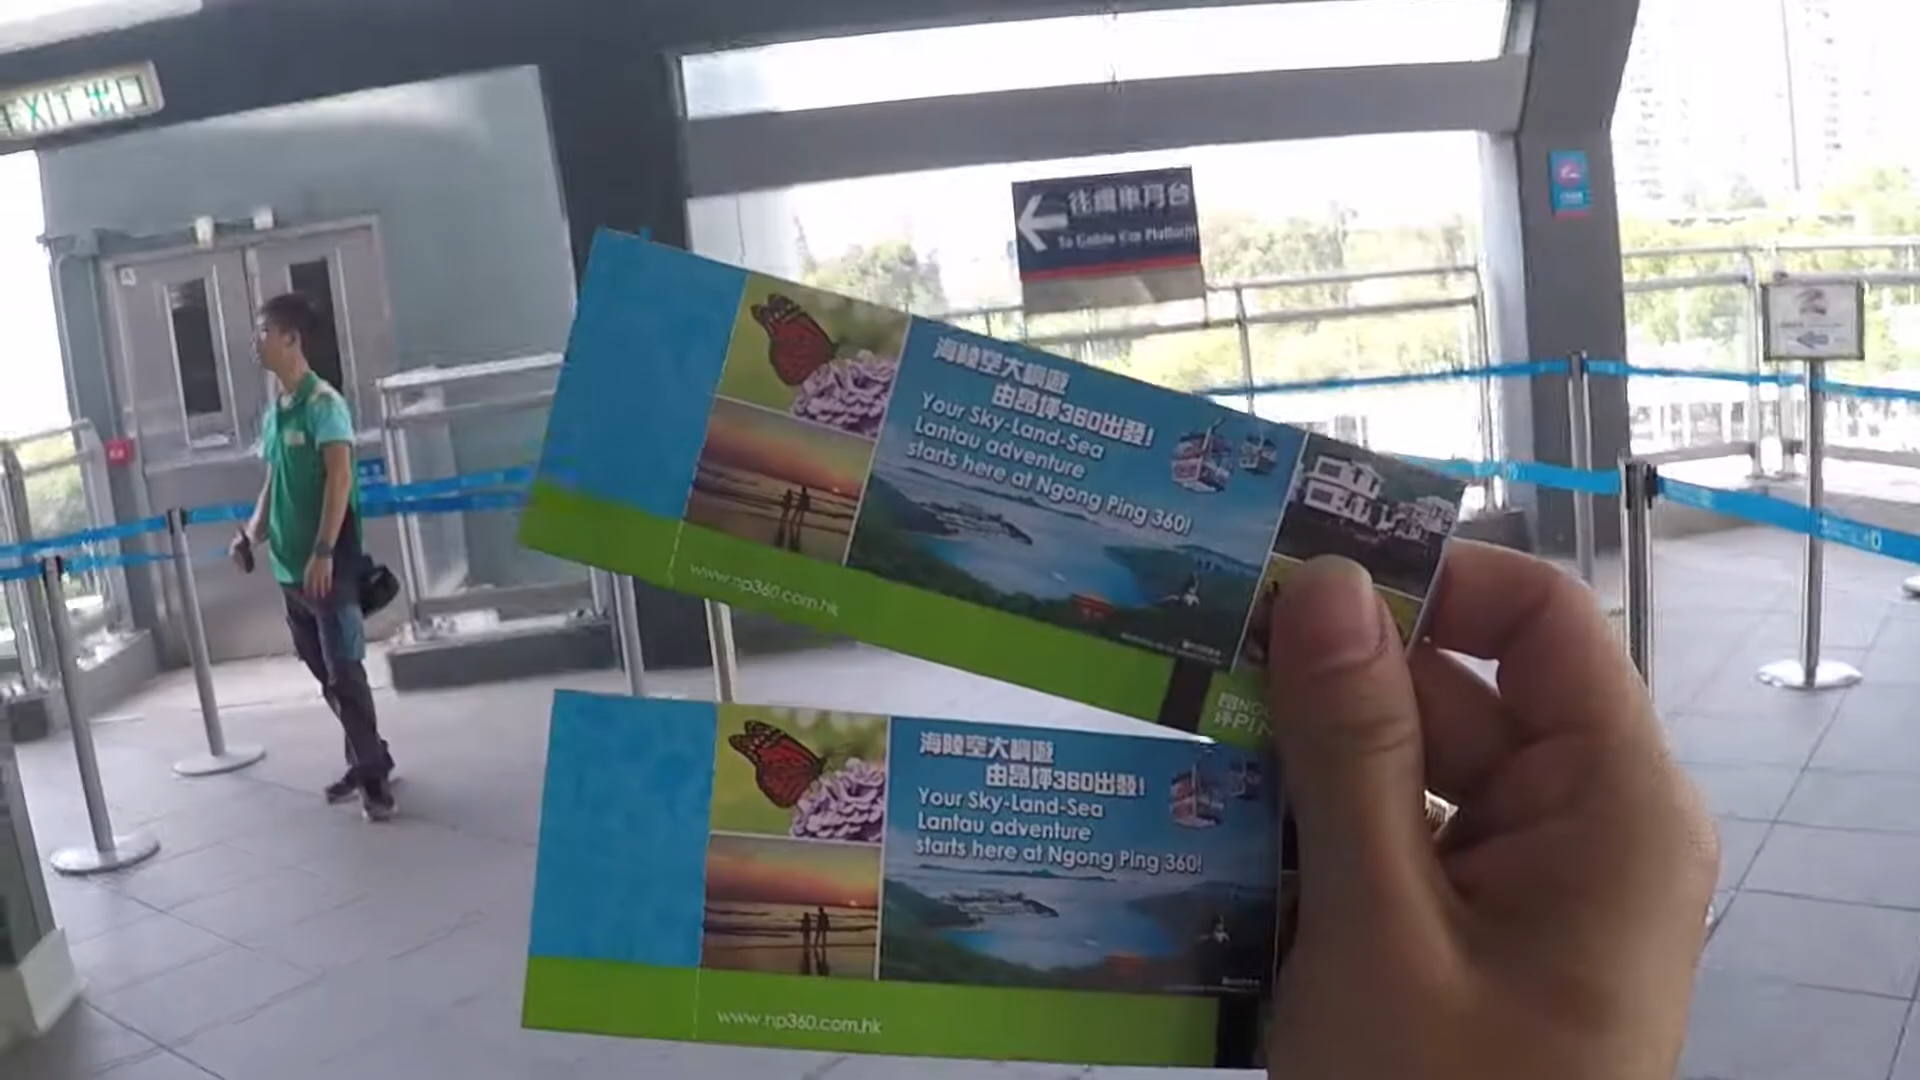 EXIT 出口
往纜車月台
To Cable Car Platform
海陸空大嶼遊
由昂坪360出發!
Your Sky-Land-Sea
Lantau adventure
starts here at Ngong Ping 360!
www.np360.com.hk
海陸空大嶼遊
由昂坪360出發!
Your Sky-Land-Sea
Lantau adventure
starts here at Ngong Ping 360!
www.np360.com.hk